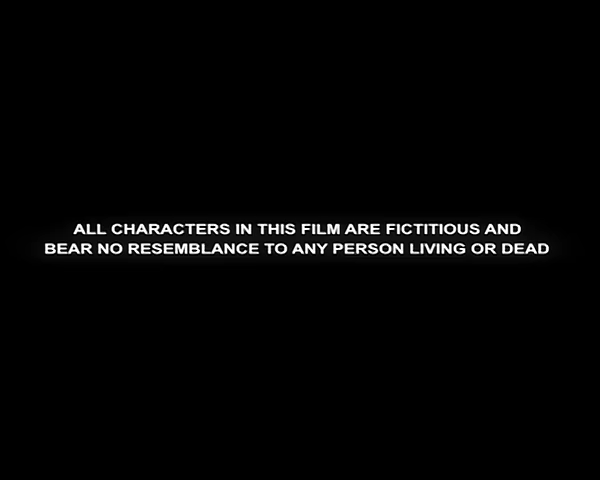 ALL CHARACTERS IN THIS FILM ARE FICTITIOUS AND
BEAR NO RESEMBLANCE TO ANY PERSON LIVING OR DEAD